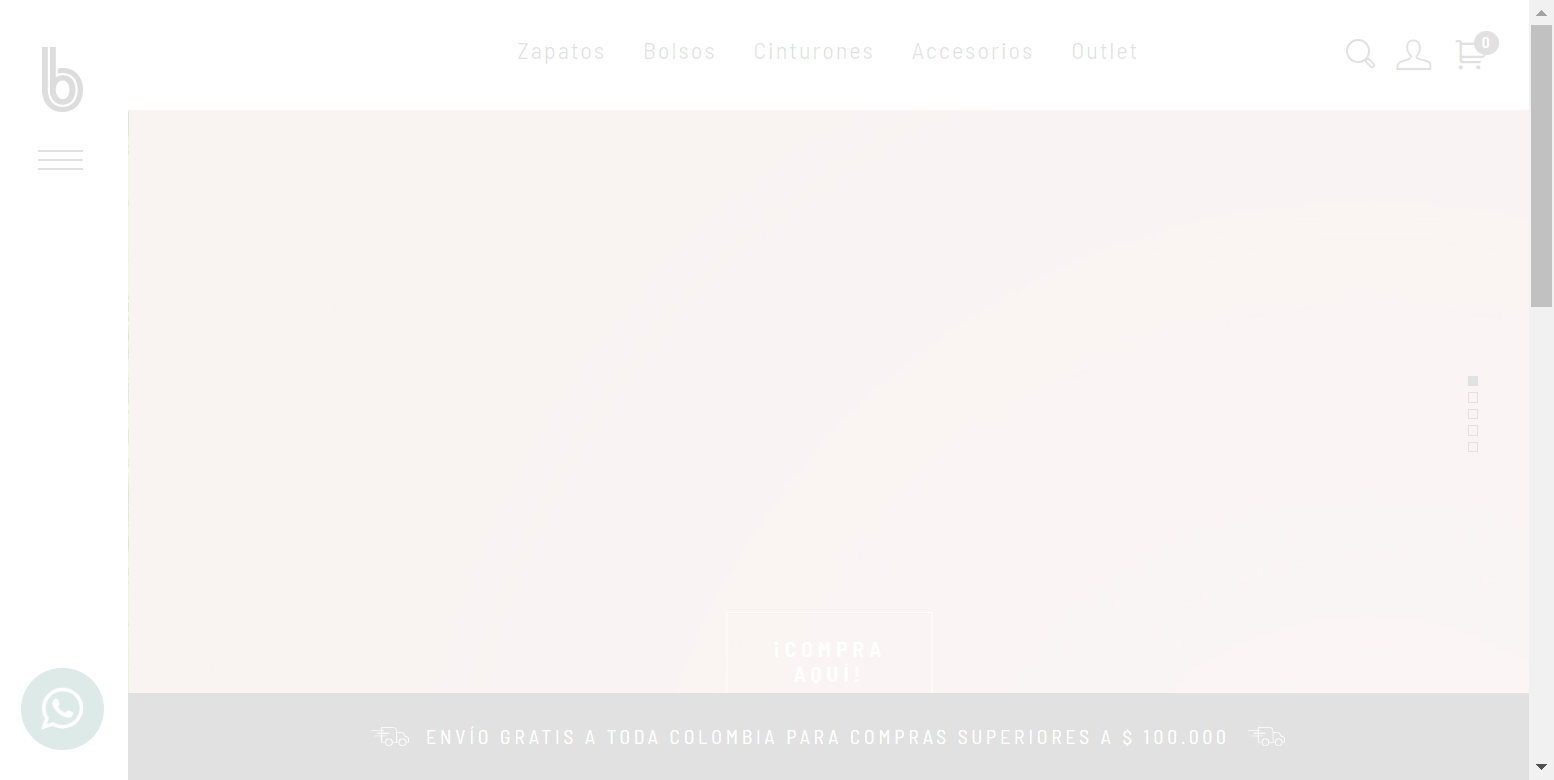 b
Zapatos Bolsos Cinturones Accesorios Outlet
0
¡COMPRA
AQUÍ!
ENVÍO GRATIS A TODA COLOMBIA PARA COMPRAS SUPERIORES A $ 100.000